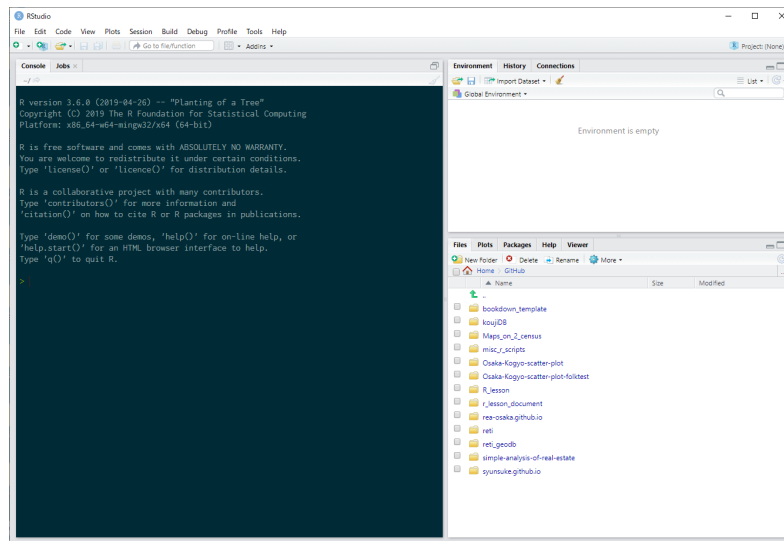 RStudio
File Edit Code View Plots Session Build Debug Profile Tools Help
Go to file/function Addins Project: (None)
Console Jobs
~/
R version 3.6.0 (2019-04-26) -- "Planting of a Tree"
Copyright (C) 2019 The R Foundation for Statistical Computing
Platform: x86_64-w64-mingw32/x64 (64-bit)
R is free software and comes with ABSOLUTELY NO WARRANTY.
You are welcome to redistribute it under certain conditions.
Type 'license()' or 'licence()' for distribution details.
R is a collaborative project with many contributors.
Type 'contributors()' for more information and
'citation()' on how to cite R or R packages in publications.
Type 'demo()' for some demos, 'help()' for on-line help, or
'help.start()' for an HTML browser interface to help.
Type 'q()' to quit R.
>
Environment History Connections
Import Dataset List
Global Environment
Environment is empty
Files Plots Packages Help Viewer
New Folder Delete Rename More
Home GitHub
Name Size Modified
..
bookdown_template
koujiDB
Maps_on_2_census
misc_r_scripts
Osaka-Kogyo-scatter-plot
Osaka-Kogyo-scatter-plot-folktest
R_lesson
r_lesson_document
rea-osaka.github.io
reti
reti_geodb
simple-analysis-of-real-estate
syunsuke.github.io